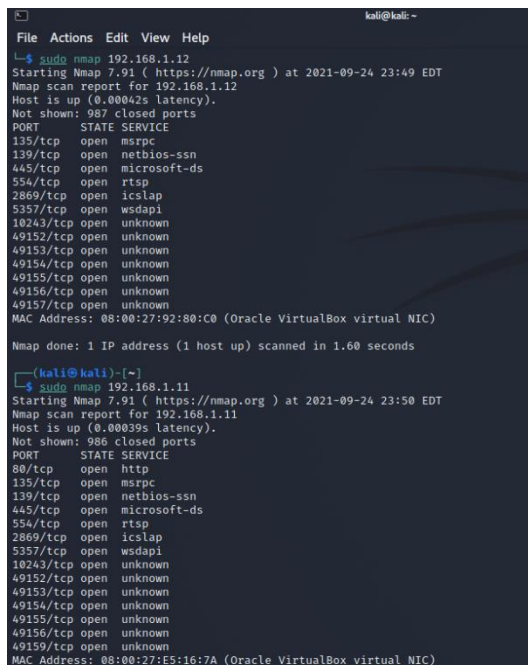 kali@kali: ~
File Actions Edit View Help
└─$ sudo nmap 192.168.1.12
Starting Nmap 7.91 ( https://nmap.org ) at 2021-09-24 23:49 EDT
Nmap scan report for 192.168.1.12
Host is up (0.00042s latency).
Not shown: 987 closed ports
PORT      STATE SERVICE
135/tcp   open  msrpc
139/tcp   open  netbios-ssn
445/tcp   open  microsoft-ds
554/tcp   open  rtsp
2869/tcp  open  icslap
5357/tcp  open  wsdapi
10243/tcp open  unknown
49152/tcp open  unknown
49153/tcp open  unknown
49154/tcp open  unknown
49155/tcp open  unknown
49156/tcp open  unknown
49157/tcp open  unknown
MAC Address: 08:00:27:92:80:C0 (Oracle VirtualBox virtual NIC)
Nmap done: 1 IP address (1 host up) scanned in 1.60 seconds
┌──(kali㉿kali)-[~]
└─$ sudo nmap 192.168.1.11
Starting Nmap 7.91 ( https://nmap.org ) at 2021-09-24 23:50 EDT
Nmap scan report for 192.168.1.11
Host is up (0.00039s latency).
Not shown: 986 closed ports
PORT      STATE SERVICE
80/tcp    open  http
135/tcp   open  msrpc
139/tcp   open  netbios-ssn
445/tcp   open  microsoft-ds
554/tcp   open  rtsp
2869/tcp  open  icslap
5357/tcp  open  wsdapi
10243/tcp open  unknown
49152/tcp open  unknown
49153/tcp open  unknown
49154/tcp open  unknown
49155/tcp open  unknown
49156/tcp open  unknown
49159/tcp open  unknown
MAC Address: 08:00:27:E5:16:7A (Oracle VirtualBox virtual NIC)